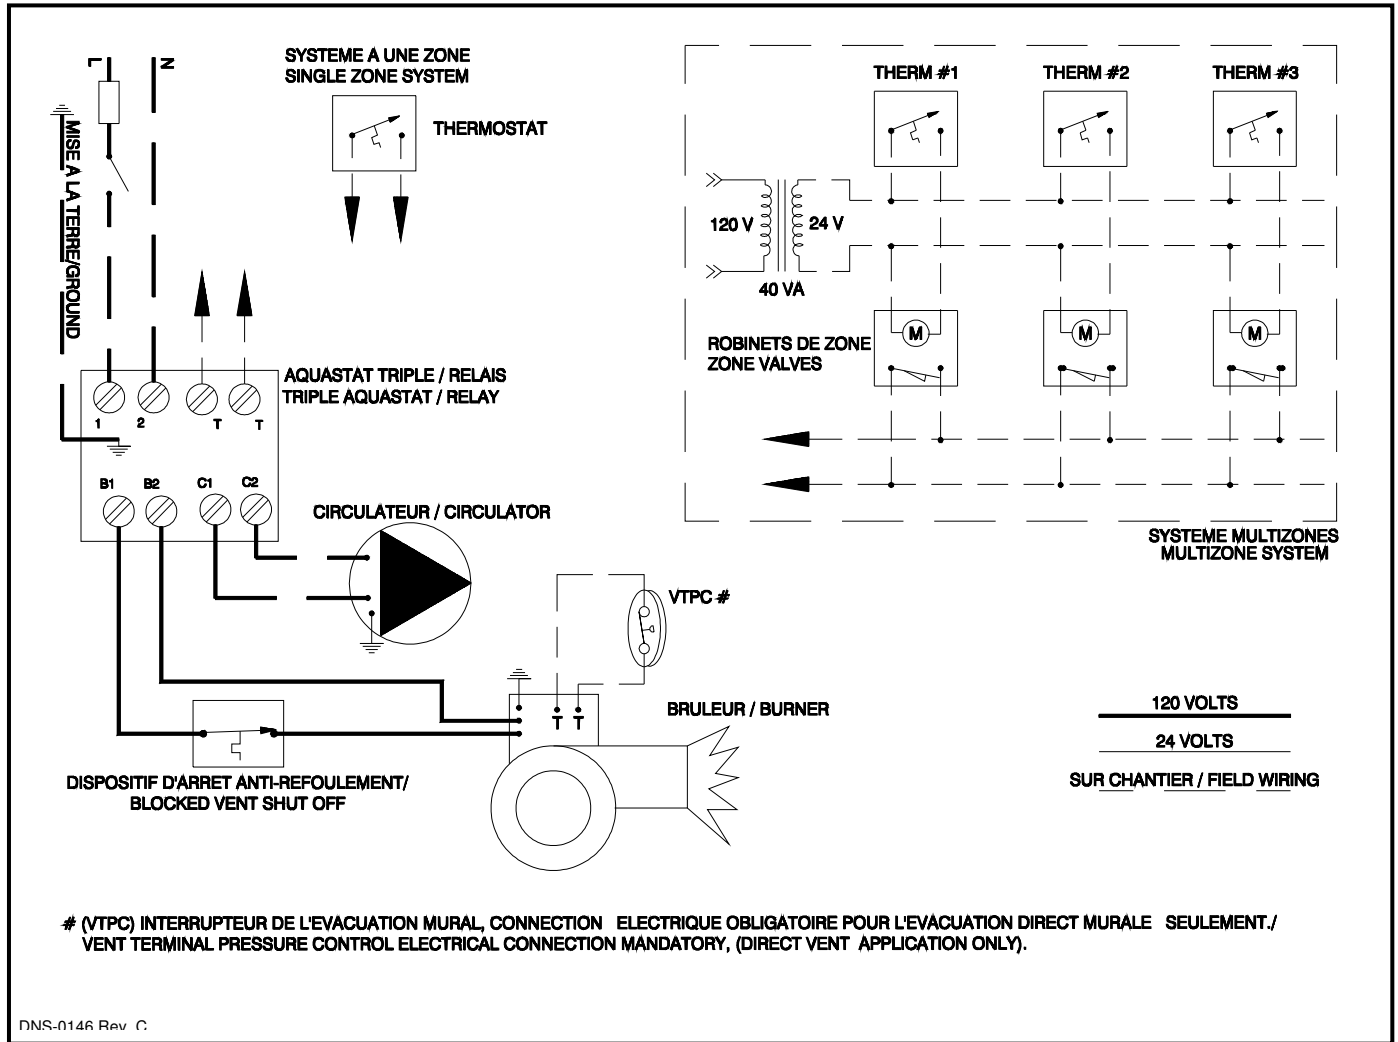 L
N
SYSTEME A UNE ZONE
SINGLE ZONE SYSTEM
THERMOSTAT
MISE A LA TERRE/GROUND
AQUASTAT TRIPLE / RELAIS
TRIPLE AQUASTAT / RELAY
1
2
T
T
B1
B2
C1
C2
CIRCULATEUR / CIRCULATOR
THERM #1
THERM #2
THERM #3
120 V
24 V
40 VA
ROBINETS DE ZONE
ZONE VALVES
M
M
M
SYSTEME MULTIZONES
MULTIZONE SYSTEM
VTPC #
T T
BRULEUR / BURNER
DISPOSITIF D'ARRET ANTI-REFOULEMENT/
BLOCKED VENT SHUT OFF
120 VOLTS
24 VOLTS
SUR CHANTIER / FIELD WIRING
# (VTPC) INTERRUPTEUR DE L'EVACUATION MURAL, CONNECTION ELECTRIQUE OBLIGATOIRE POUR L'EVACUATION DIRECT MURALE SEULEMENT./
VENT TERMINAL PRESSURE CONTROL ELECTRICAL CONNECTION MANDATORY, (DIRECT VENT APPLICATION ONLY).
DNS-0146 Rev. C